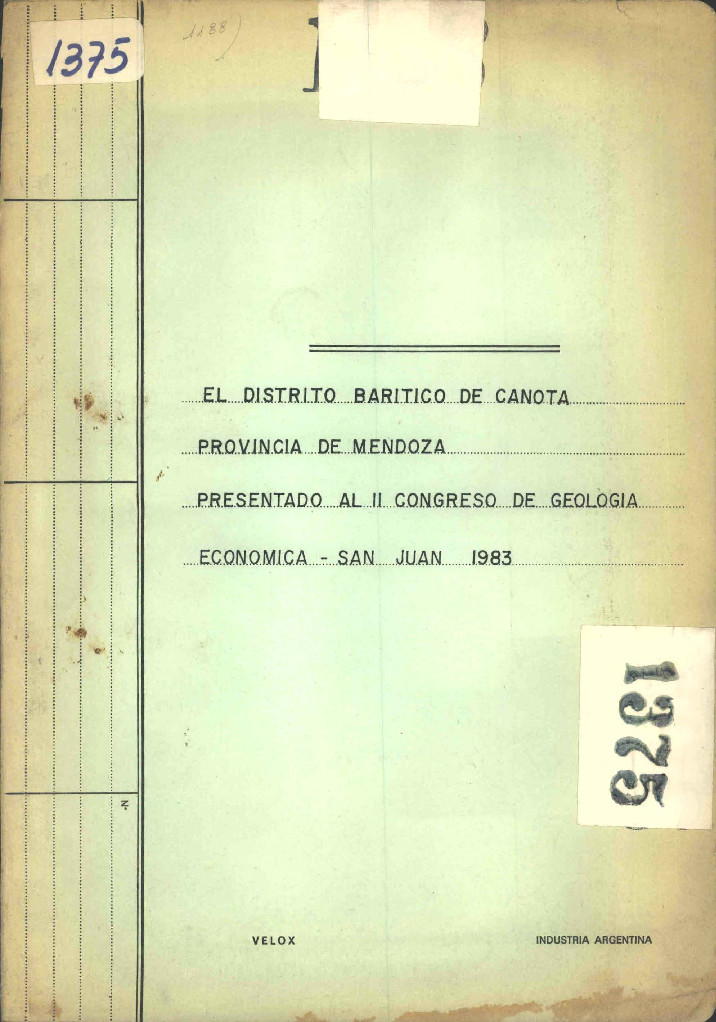 1375
1188)
EL DISTRITO BARITICO DE CANOTA
PROVINCIA DE MENDOZA
PRESENTADO AL II CONGRESO DE GEOLOGIA
ECONOMICA - SAN JUAN 1983
1375
VELOX
INDUSTRIA ARGENTINA